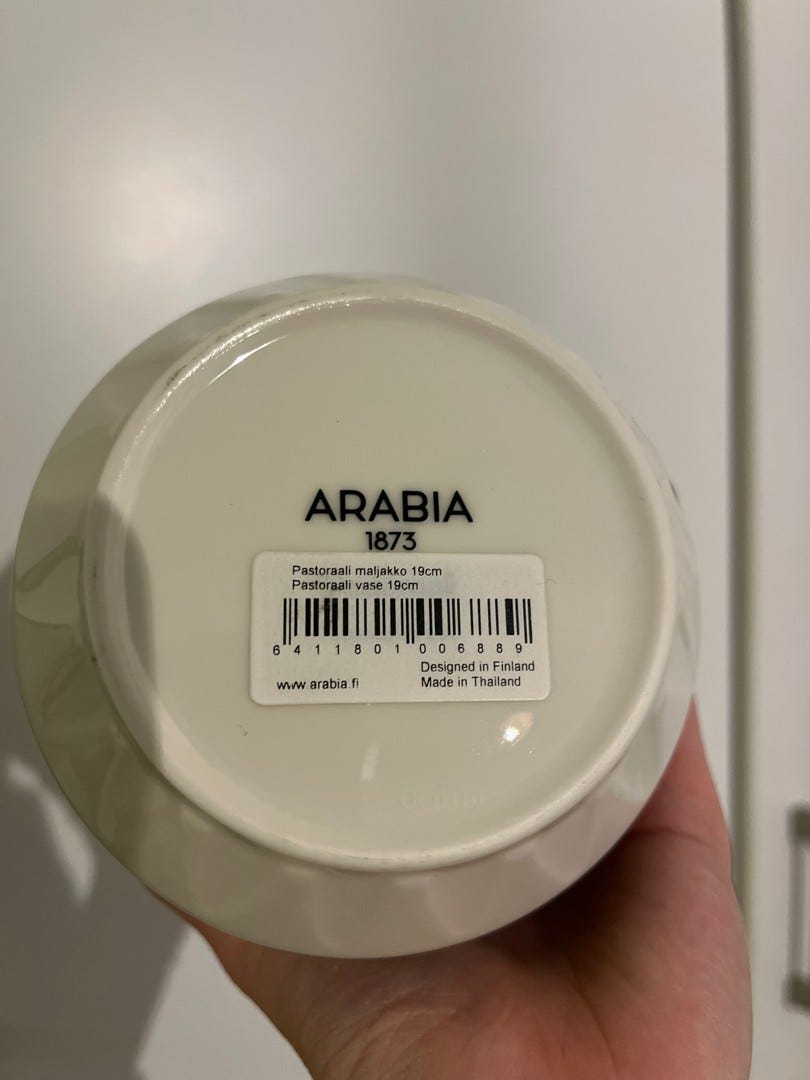 ARABIA
1873
Pastoraali maljakko 19cm
Pastoraali vase 19cm
6 411801 006889
Designed in Finland
www.arabia.fi Made in Thailand